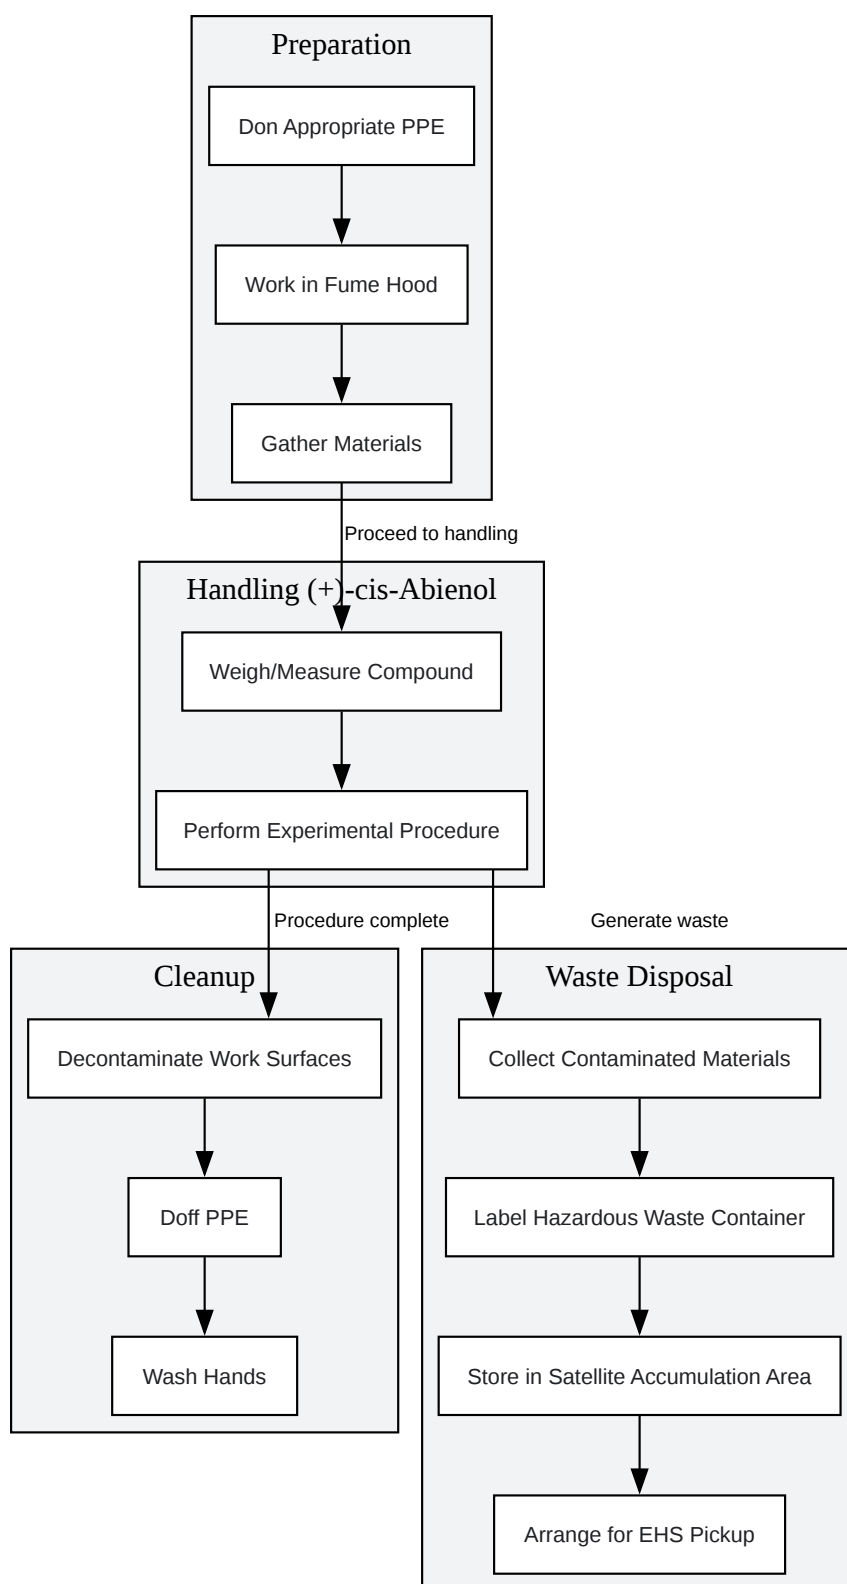 Preparation
Don Appropriate PPE
Work in Fume Hood
Gather Materials
Proceed to handling
Handling (+)-cis-Abienol
Weigh/Measure Compound
Perform Experimental Procedure
Procedure complete
Generate waste
Cleanup
Decontaminate Work Surfaces
Doff PPE
Wash Hands
Waste Disposal
Collect Contaminated Materials
Label Hazardous Waste Container
Store in Satellite Accumulation Area
Arrange for EHS Pickup